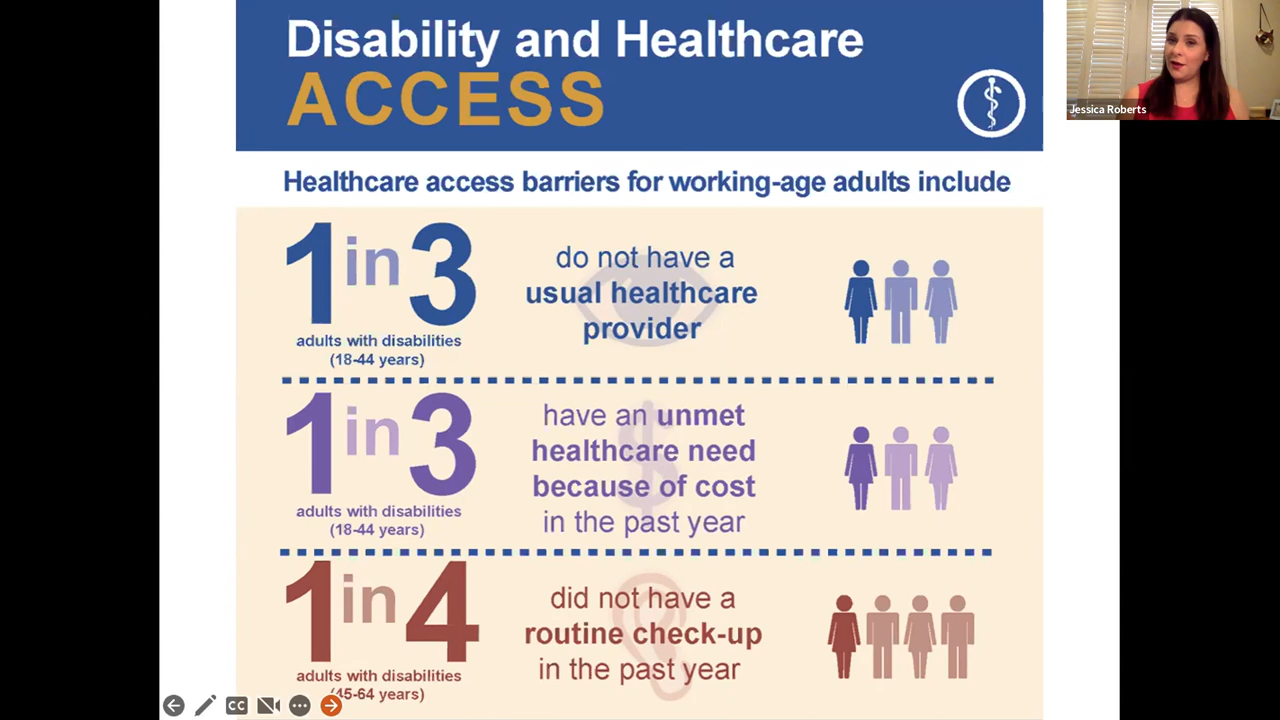 Disability and Healthcare
ACCESS
Jessica Roberts
Healthcare access barriers for working-age adults include
1 in 3
adults with disabilities
(18-44 years)
do not have a
usual healthcare
provider
1 in 3
adults with disabilities
(18-44 years)
have an unmet
healthcare need
because of cost
in the past year
1 in 4
adults with disabilities
(45-64 years)
did not have a
routine check-up
in the past year
CC